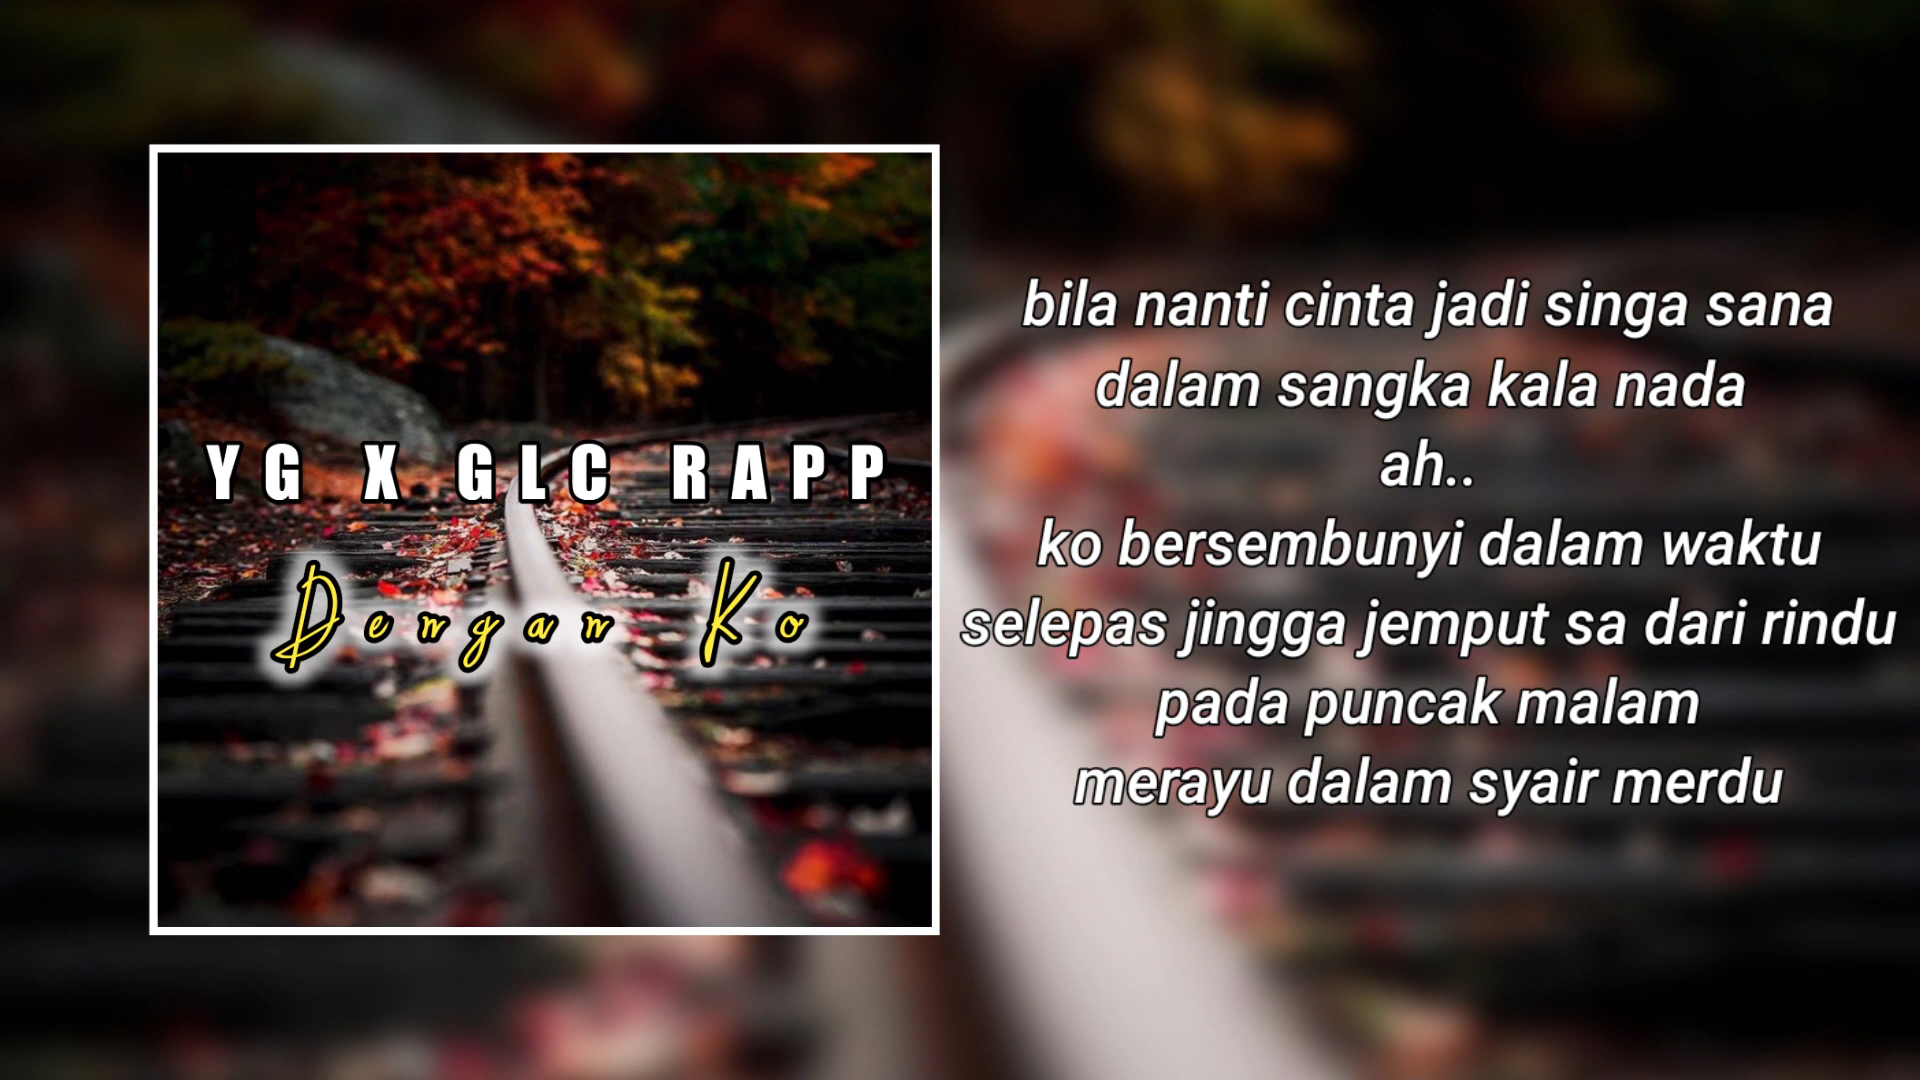 YG X GLC RAPP
Dengan Ko
bila nanti cinta jadi singa sana
dalam sangka kala nada
ah..
ko bersembunyi dalam waktu
selepas jingga jemput sa dari rindu
pada puncak malam
merayu dalam syair merdu